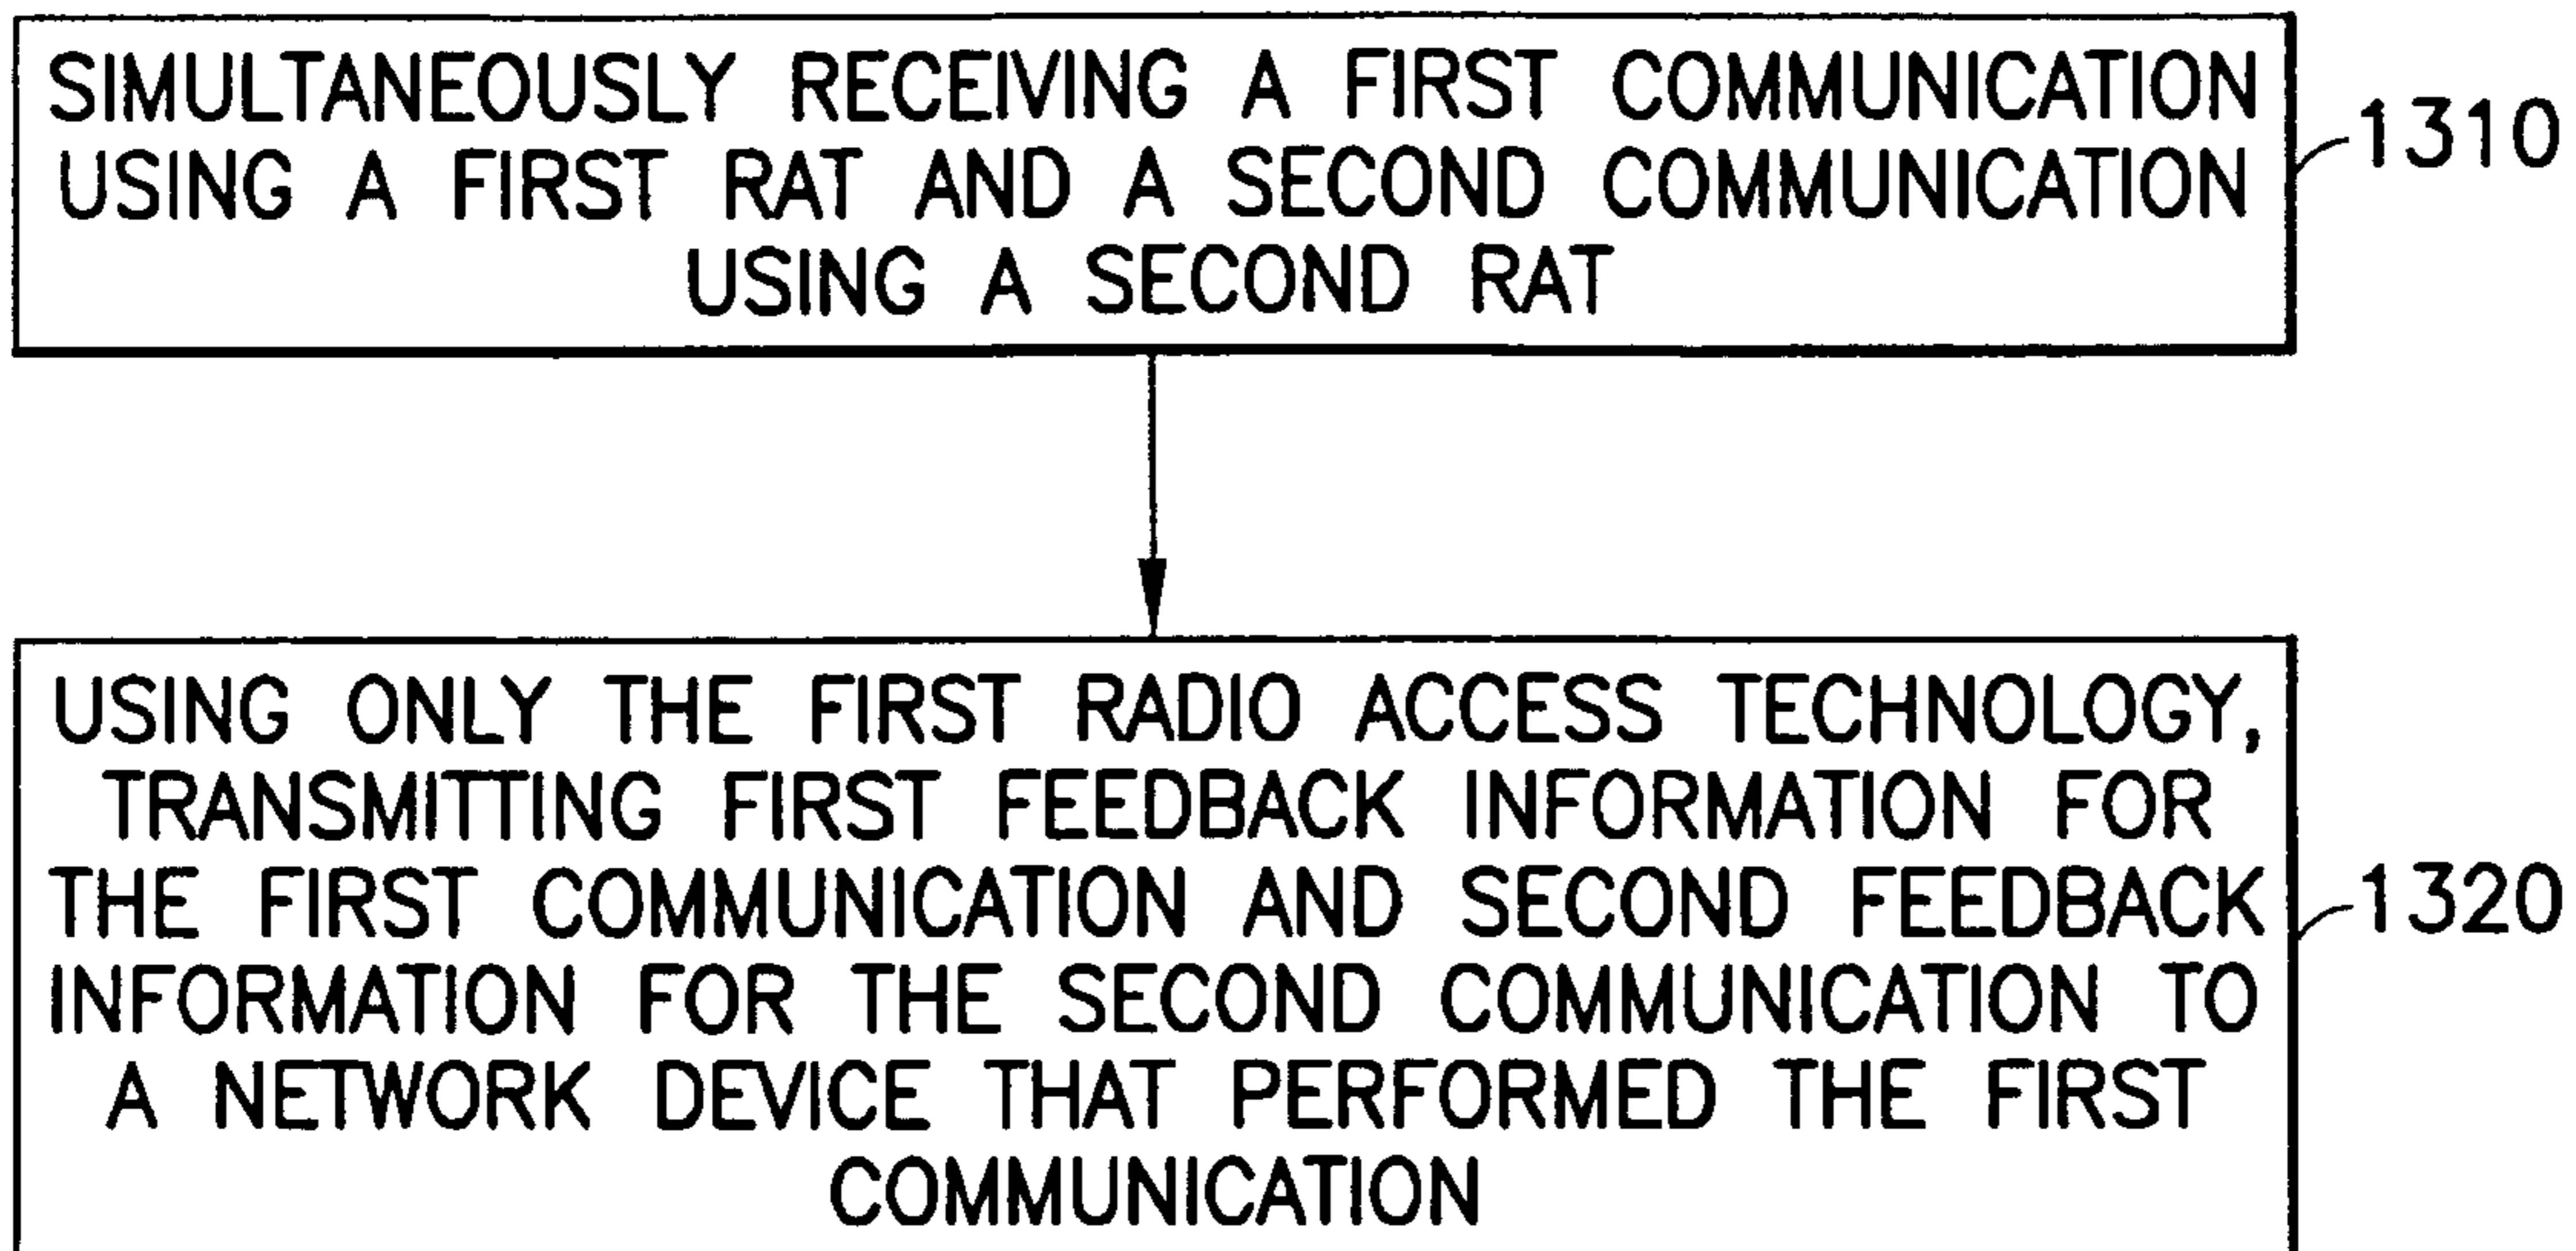 SIMULTANEOUSLY RECEIVING A FIRST COMMUNICATION
USING A FIRST RAT AND A SECOND COMMUNICATION
USING A SECOND RAT
1310
USING ONLY THE FIRST RADIO ACCESS TECHNOLOGY,
TRANSMITTING FIRST FEEDBACK INFORMATION FOR
THE FIRST COMMUNICATION AND SECOND FEEDBACK
INFORMATION FOR THE SECOND COMMUNICATION TO
A NETWORK DEVICE THAT PERFORMED THE FIRST
COMMUNICATION
1320